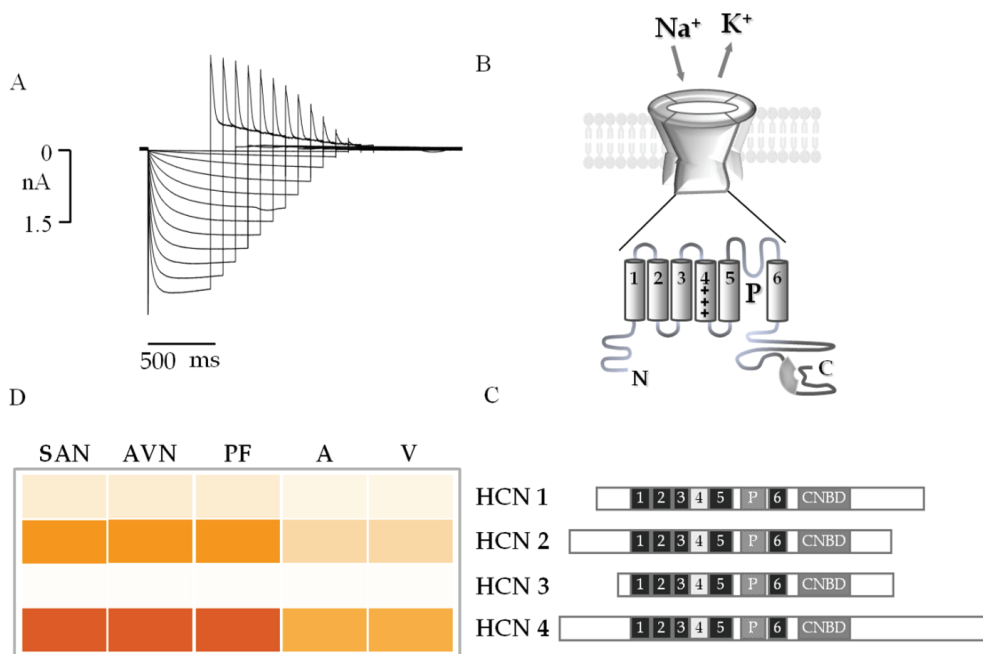 A
0
nA
1.5
500 ms
B
Na+ K+
1 2 3 4 5 P 6
+
+
+
N
C
D
SAN AVN PF A V
C
HCN 1 1 2 3 4 5 P 6 CNBD
HCN 2 1 2 3 4 5 P 6 CNBD
HCN 3 1 2 3 4 5 P 6 CNBD
HCN 4 1 2 3 4 5 P 6 CNBD